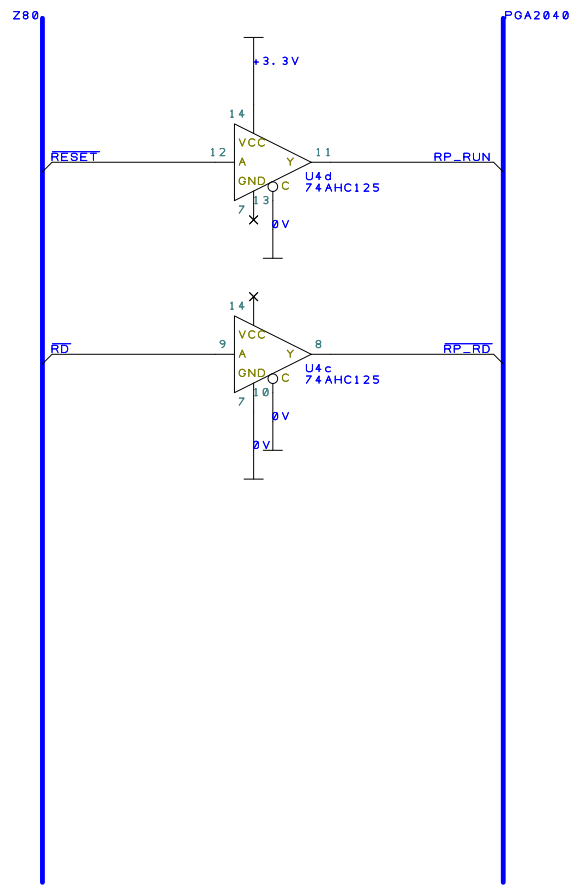 Z80
PGA2040
+3.3V
14
VCC
12
A
Y
11
RESET
RP_RUN
GND
C
U4d
74AHC125
7
13
0V
14
VCC
9
A
Y
8
RD
RP_RD
GND
C
U4c
74AHC125
7
10
0V
0V